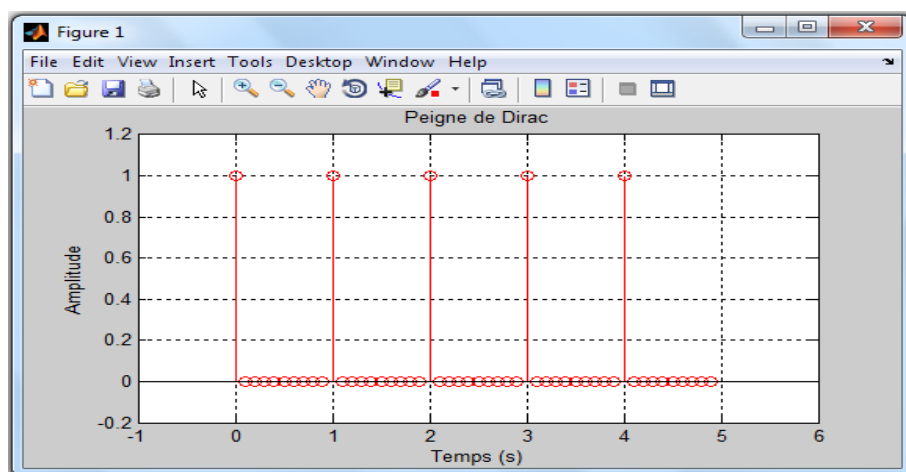 Figure 1
File Edit View Insert Tools Desktop Window Help
Peigne de Dirac
1.2
1
0.8
0.6
0.4
0.2
0
-0.2
Amplitude
-1 0 1 2 3 4 5 6
Temps (s)